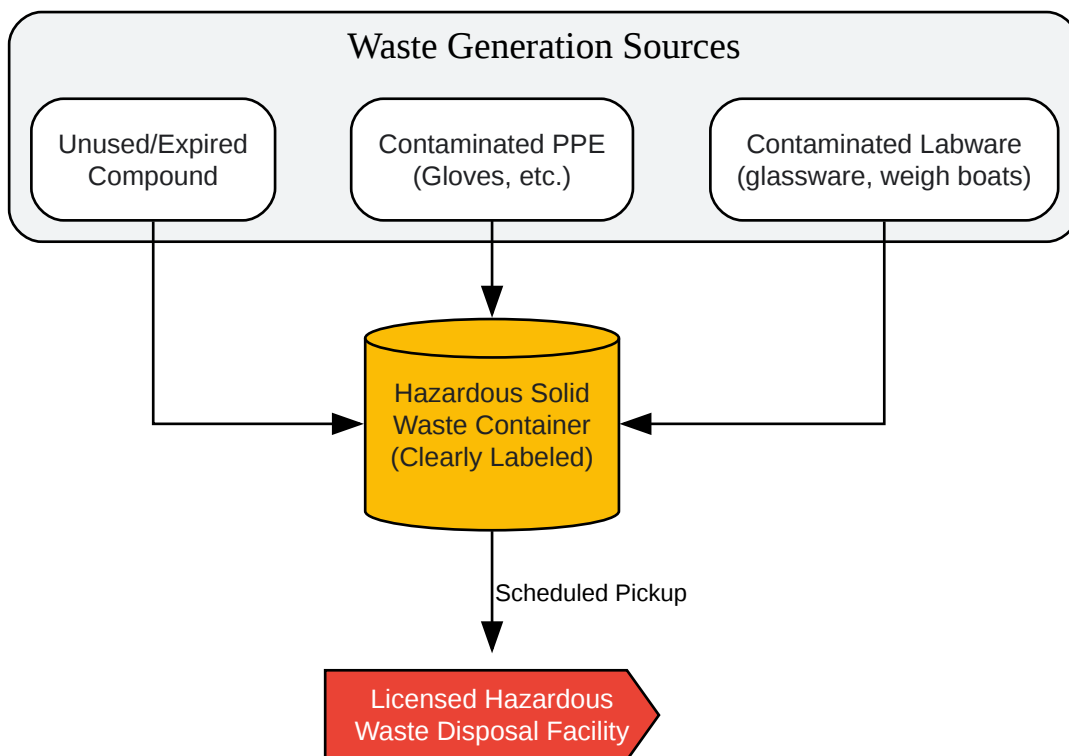 Waste Generation Sources
Unused/Expired
Compound
Contaminated PPE
(Gloves, etc.)
Contaminated Labware
(glassware, weigh boats)
Hazardous Solid
Waste Container
(Clearly Labeled)
Scheduled Pickup
Licensed Hazardous
Waste Disposal Facility